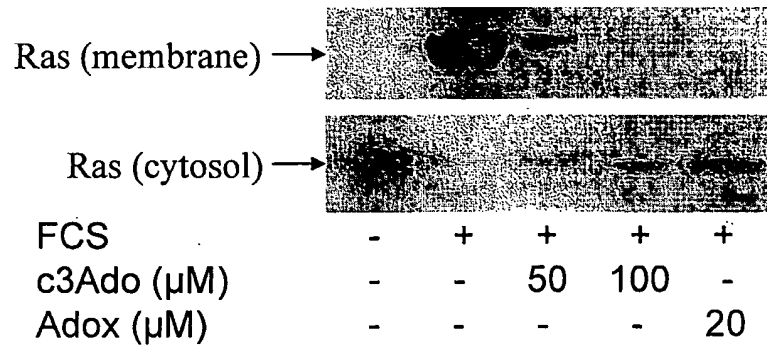 Ras (membrane)
Ras (cytosol)
FCS - + + + +
c3Ado (µM) - - 50 100 -
Adox (µM) - - - - 20